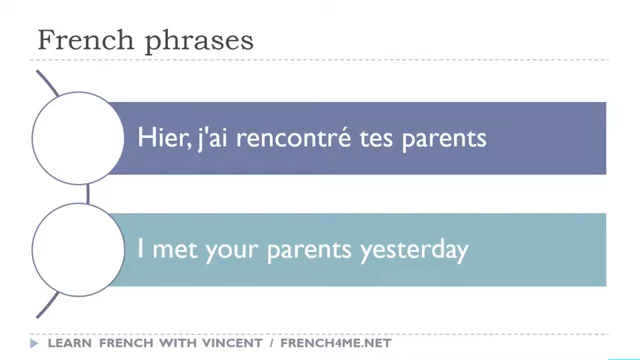 French phrases
Hier, j'ai rencontré tes parents
I met your parents yesterday
LEARN FRENCH WITH VINCENT / FRENCH4ME.NET